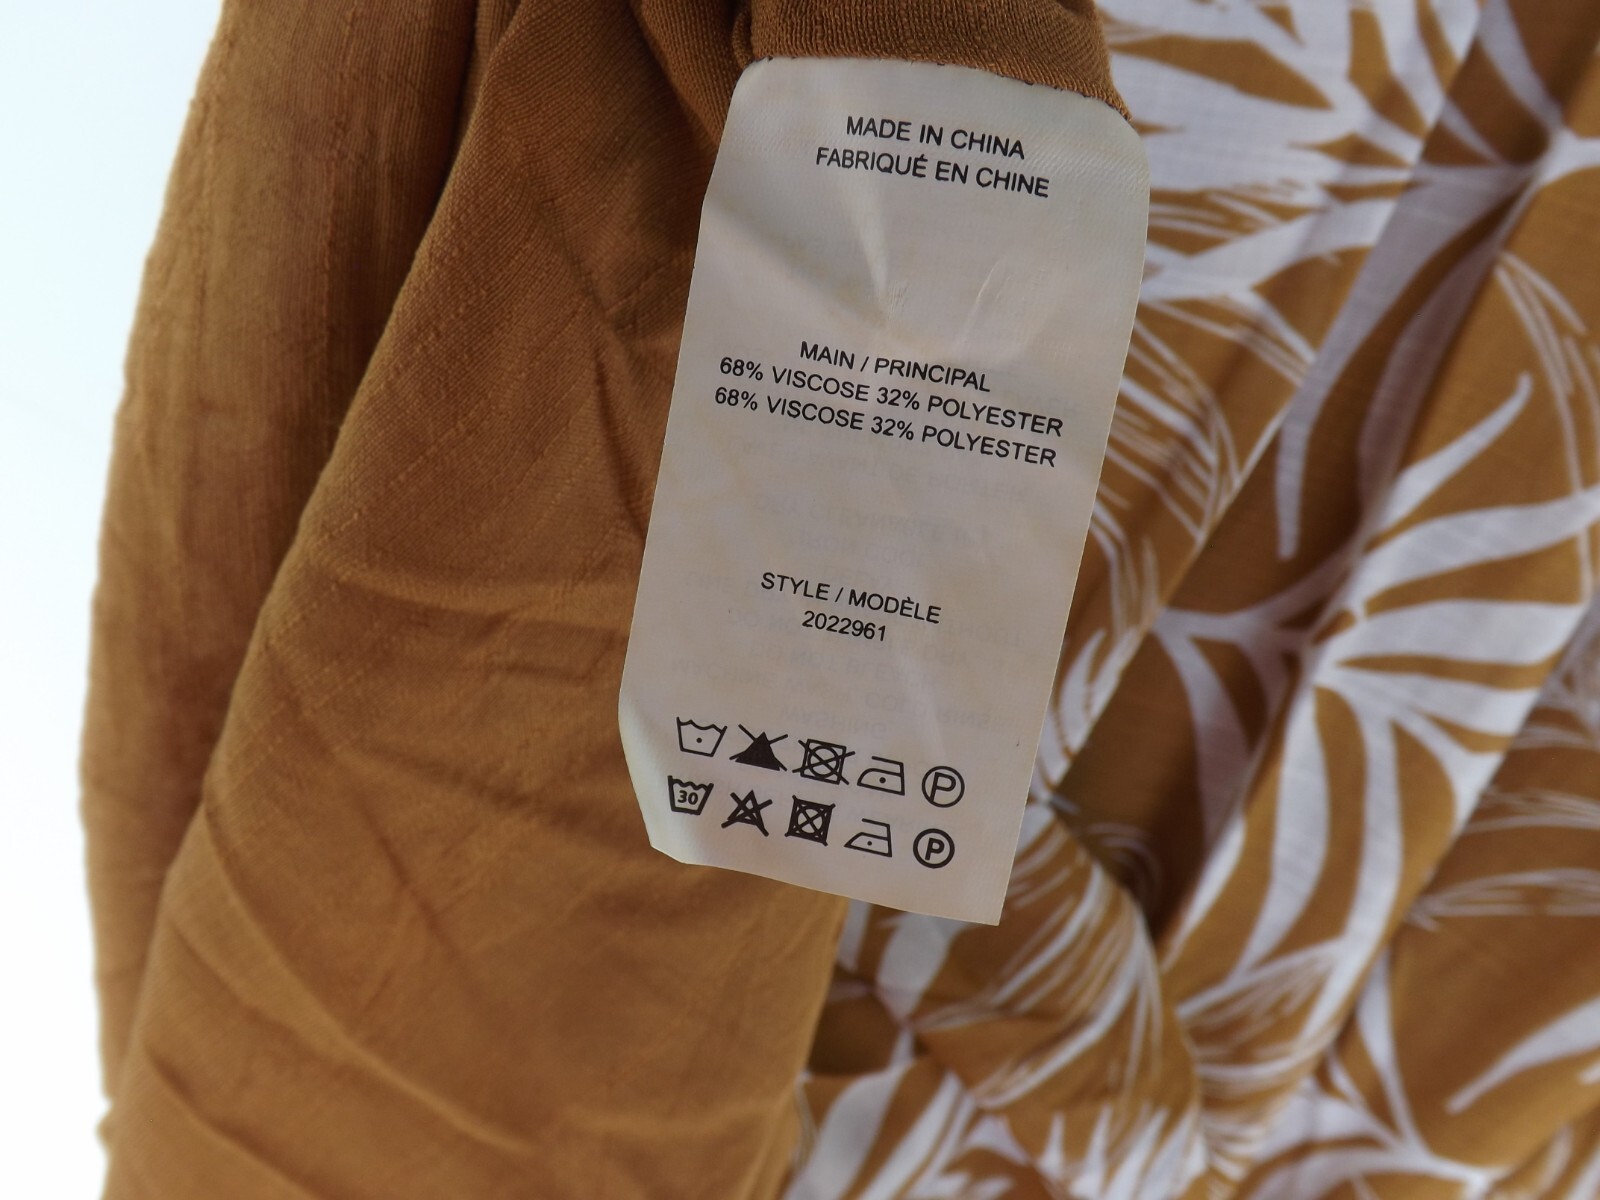 MADE IN CHINA
FABRIQUÉ EN CHINE
MAIN / PRINCIPAL
68% VISCOSE 32% POLYESTER
68% VISCOSE 32% POLYESTER
STYLE / MODÈLE
2022961
P
30 P